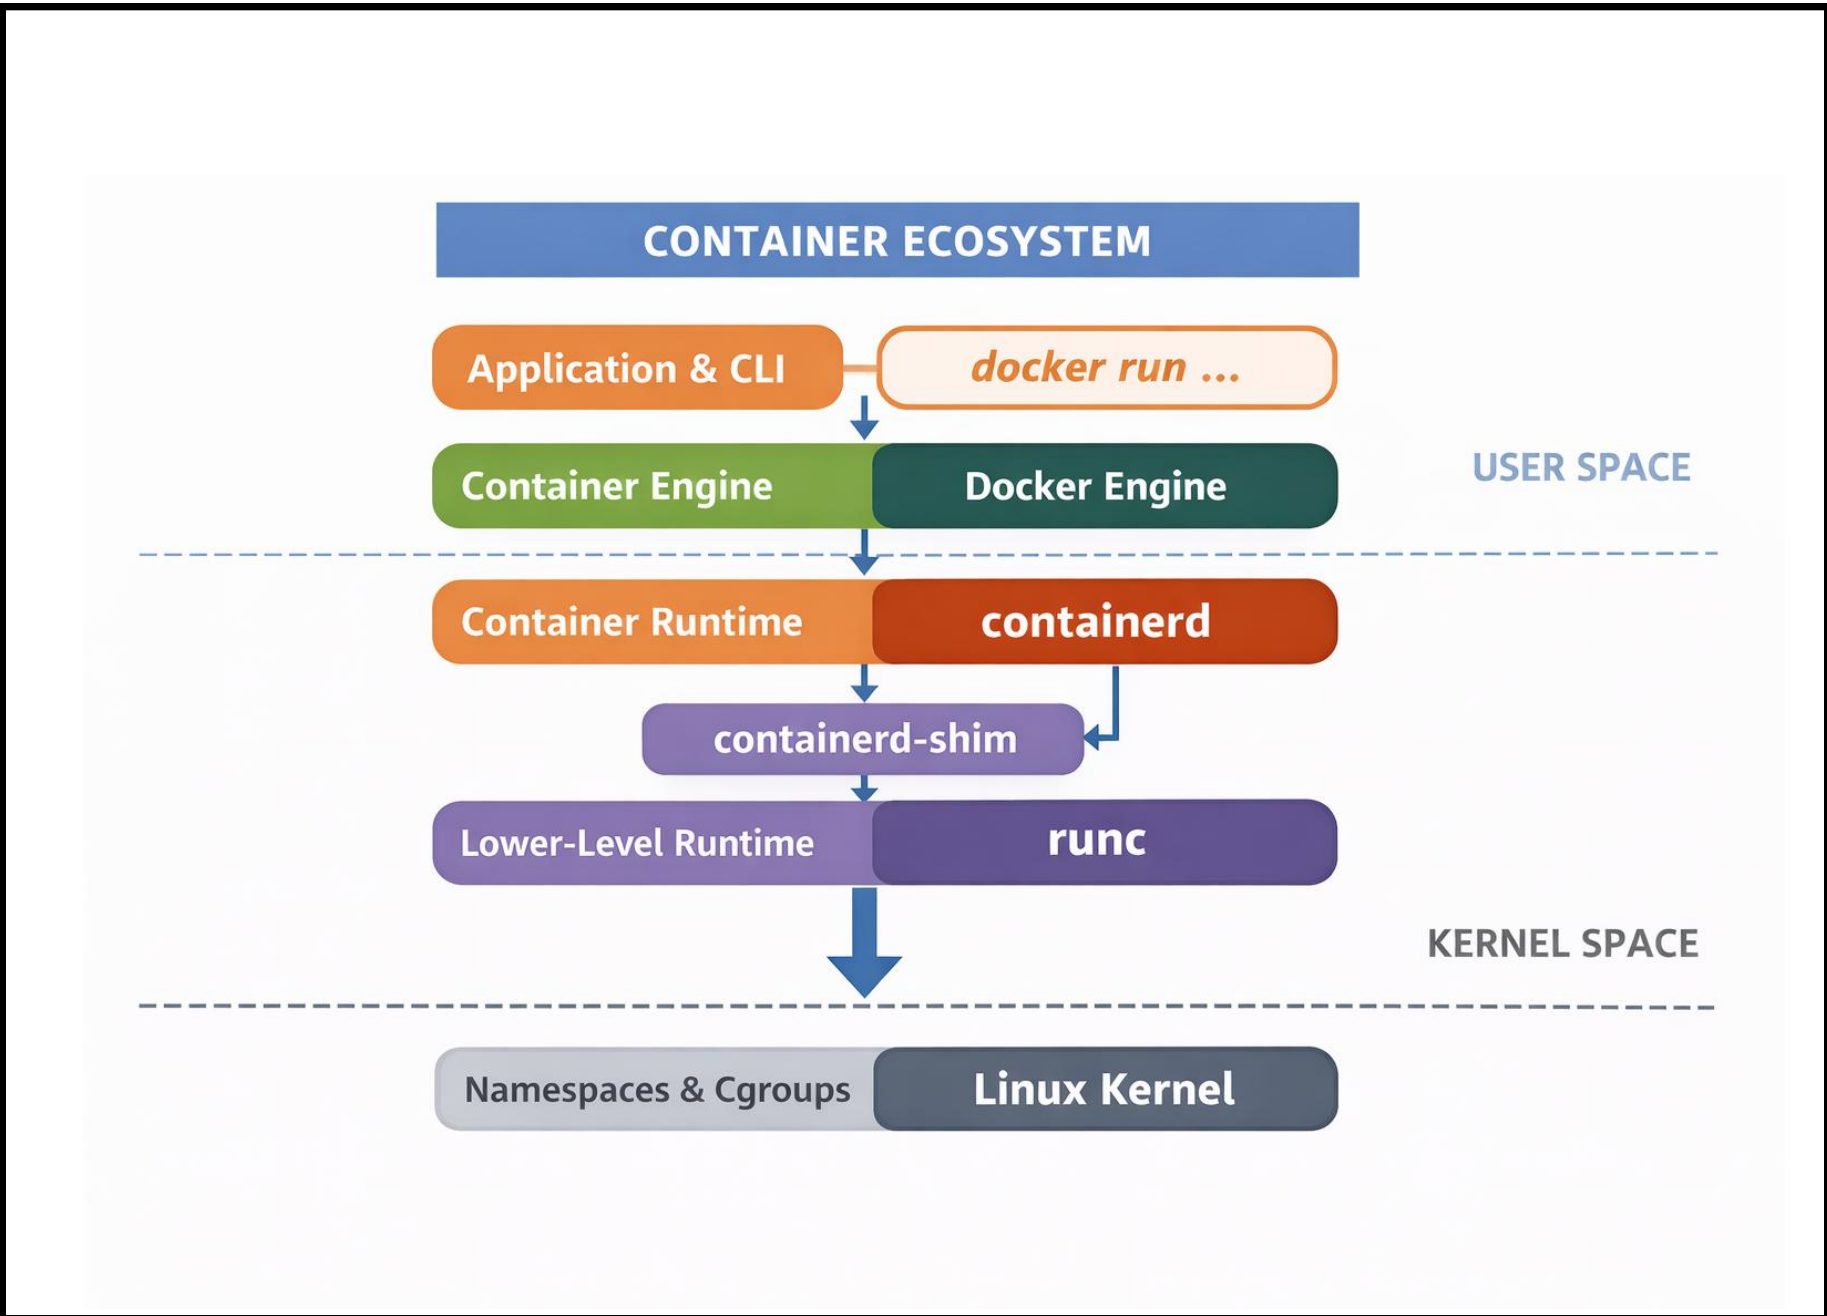 CONTAINER ECOSYSTEM
Application & CLI
docker run ...
Container Engine
Docker Engine
USER SPACE
Container Runtime
containerd
containerd-shim
Lower-Level Runtime
runc
KERNEL SPACE
Namespaces & Cgroups
Linux Kernel